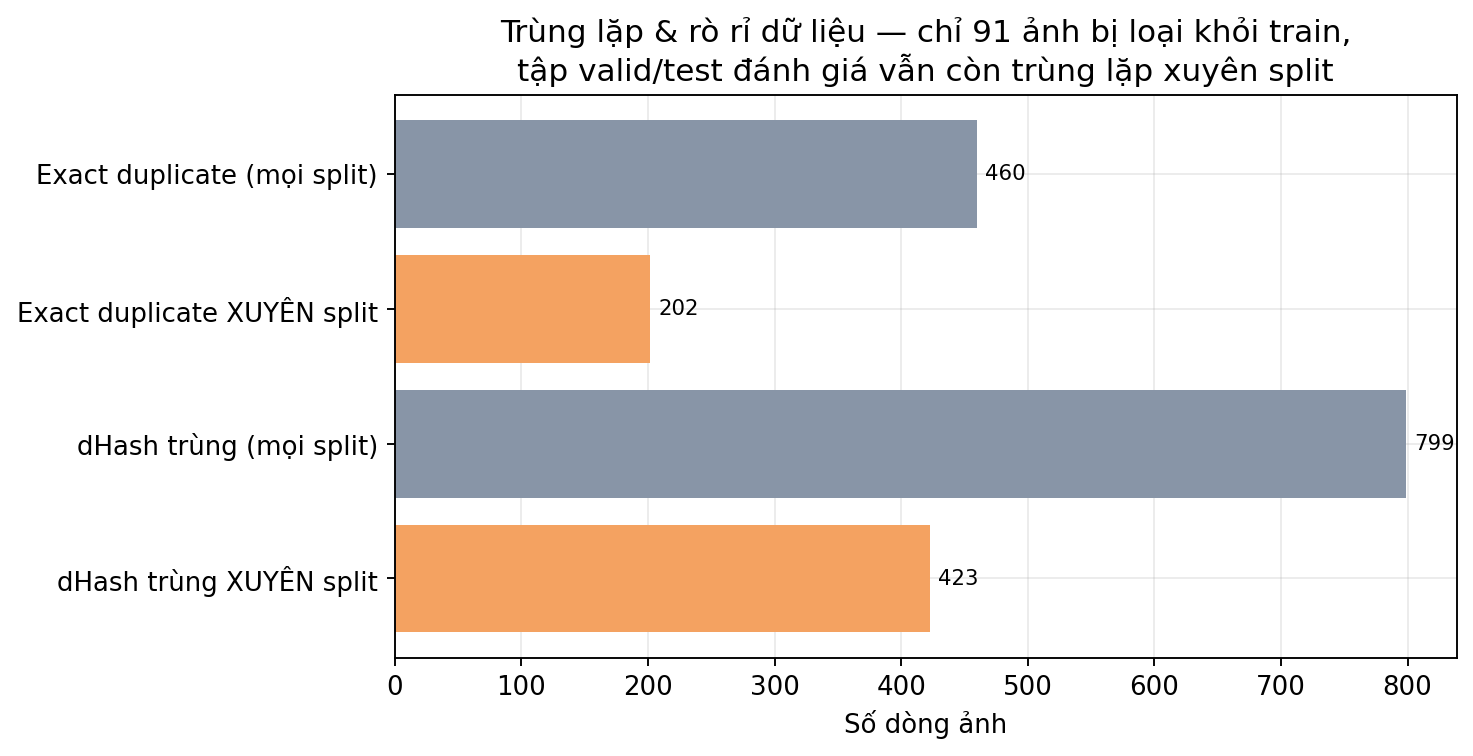 Trùng lặp & rò rỉ dữ liệu — chỉ 91 ảnh bị loại khỏi train,
tập valid/test đánh giá vẫn còn trùng lặp xuyên split
Exact duplicate (mọi split)
460
Exact duplicate XUYÊN split
202
dHash trùng (mọi split)
799
dHash trùng XUYÊN split
423
0 100 200 300 400 500 600 700 800
Số dòng ảnh